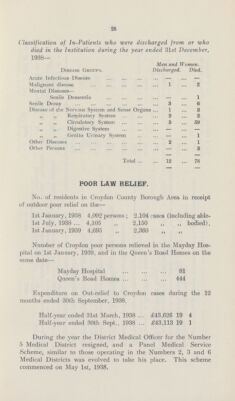 28
Classification of In-Patients who were discharged from or who
died in the Institution during the year ended 31st December,
1938—
Men and Women.
Disease Groups. Discharged. Died.
Acute Infectious Disease ... ... ... — —
Malignant disease ... ... ... 1 ... 2
Mental Diseases—
Senile Dementia ... ... ... — ... 1
Senile Decay ... ... ... 3 ... 6
Disease of the Nervous System and Sense Organs ... 1 ... 2
„ „ Respiratory System ... ... 2 ... 2
„ „ Circulatory System ... ... 3 ...
„ „ Digestive System ... ... — —
„ „ Genito Urinary System ... — ... 1
Other Diseases ... ... ... 2 ... 1
Other Persons ... ... ... — ... 3
Total ... ... 12 ...
POOR LAW RELIEF.
No. of residents in Croydon County Borough Area in receipt
of outdoor poor relief on the—
1st January, 1938 4,002 persons; 2,104 cases (including able-
1st July, 1938 ... 4,105 „ 2,150 „ „ bodied).
1st January, 1939 4,695 „ 2,360 „ „
Number of Croydon poor persons relieved in the Mayday Hos-
pital on 1st January, 1939, and in the Queen's Road Homes on the
same date—
Mayday Hospital ... ... ... 81
Queen's Road Homes ... ... ... 444
Expenditure on Out-relief to Croydon cases during the 12
months ended 30th September, 1938.
Half-year ended 31st March, 1938 ... £45,026 19 4
Half-year ended 30th Sept., 1938 ... £43,113 19 1
During the year the District Medical Officer for the Number
5 Medical District resigned, and a Panel Medical Service
Scheme, similar to those operating in the Numbers 2, 3 and 6
Medical Districts was evolved to take his place. This scheme
commenced on May 1st, 1938.